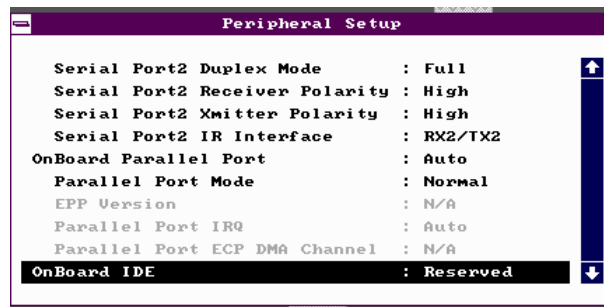 Peripheral Setup
Serial Port2 Duplex Mode : Full
Serial Port2 Receiver Polarity : High
Serial Port2 Xmitter Polarity : High
Serial Port2 IR Interface : RX2/TX2
OnBoard Parallel Port : Auto
Parallel Port Mode : Normal
EPP Version : N/A
Parallel Port IRQ : Auto
Parallel Port ECP DMA Channel : N/A
OnBoard IDE : Reserved